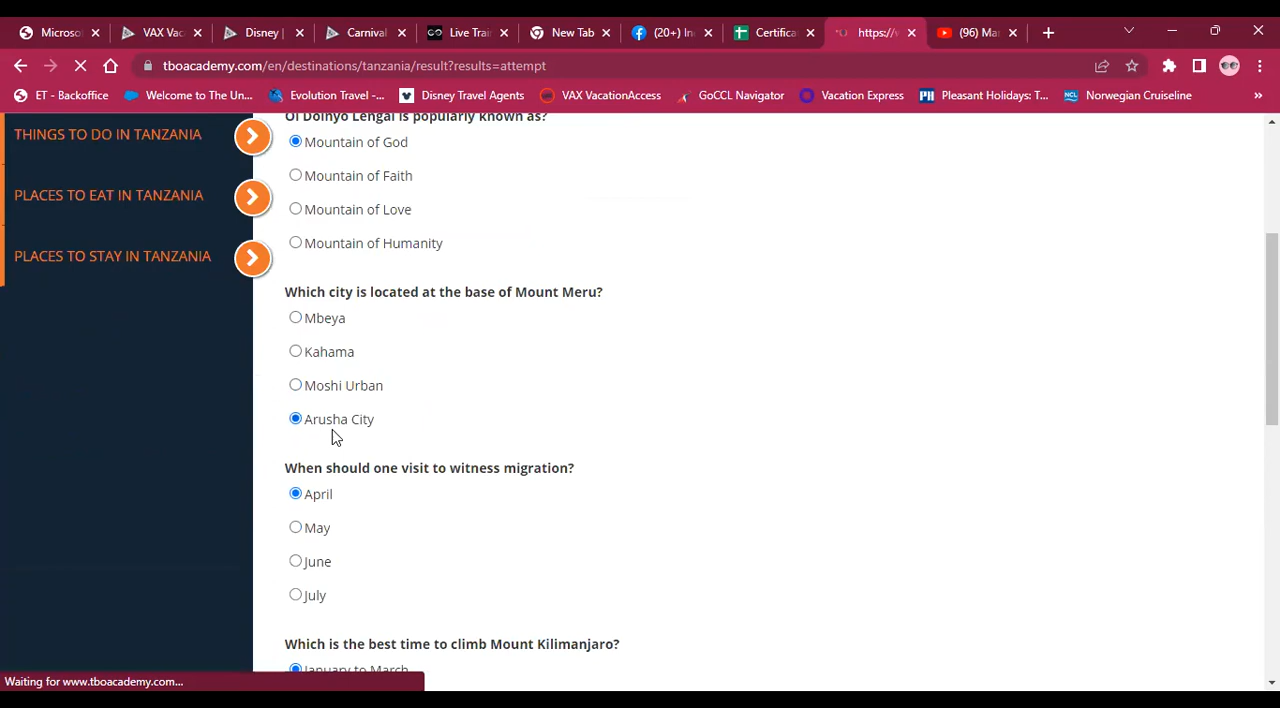 Microso
VAX Vac
Disney |
Carnival
Live Trai
New Tab
(20+) In
Certifica
https://
(96) Ma
tboacademy.com/en/destinations/tanzania/result?results=attempt
ET - Backoffice
Welcome to The Un...
Evolution Travel -...
Disney Travel Agents
VAX VacationAccess
GoCCL Navigator
Vacation Express
PH Pleasant Holidays: T...
NCL Norwegian Cruiseline
»
THINGS TO DO IN TANZANIA
PLACES TO EAT IN TANZANIA
PLACES TO STAY IN TANZANIA
Ol Doinyo Lengai is popularly known as?
Mountain of God
Mountain of Faith
Mountain of Love
Mountain of Humanity
Which city is located at the base of Mount Meru?
Mbeya
Kahama
Moshi Urban
Arusha City
When should one visit to witness migration?
April
May
June
July
Which is the best time to climb Mount Kilimanjaro?
January to March
Waiting for www.tboacademy.com...